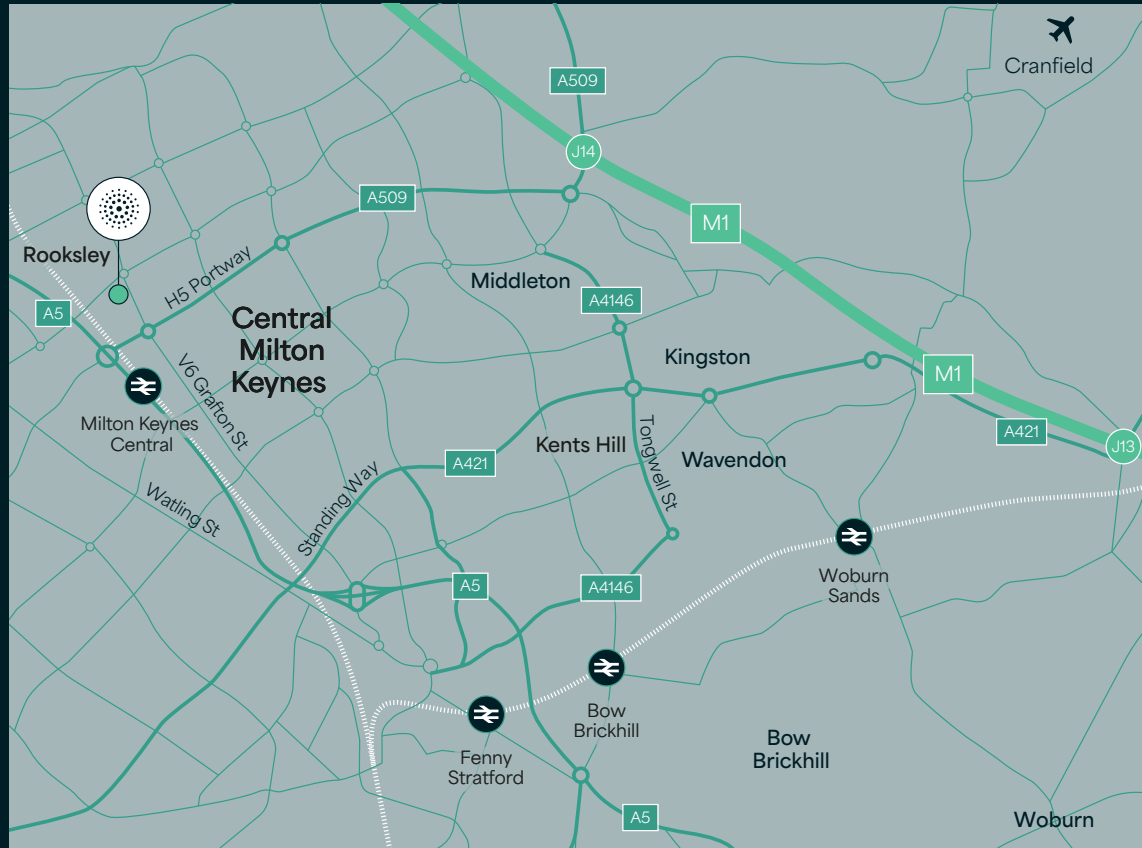 Cranfield
A509
J14
A509
M1
Rooksley
H5 Portway
Middleton
A4146
A5
Central
Milton
Keynes
Kingston
M1
V6 Grafton St
Milton Keynes
Central
Tongwell St
A421
J13
Kents Hill
Wavendon
A421
Standing Way
Watling St
Woburn
Sands
A5
A4146
Bow
Brickhill
Fenny
Stratford
Bow
Brickhill
A5
Woburn